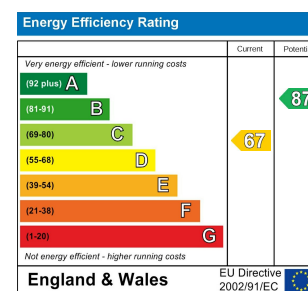 Energy Efficiency Rating
Current Potenti
Very energy efficient - lower running costs
(92 plus) A
(81-91) B
87
(69-80) C
67
(55-68) D
(39-54) E
(21-38) F
(1-20) G
Not energy efficient - higher running costs
England & Wales
EU Directive
2002/91/EC